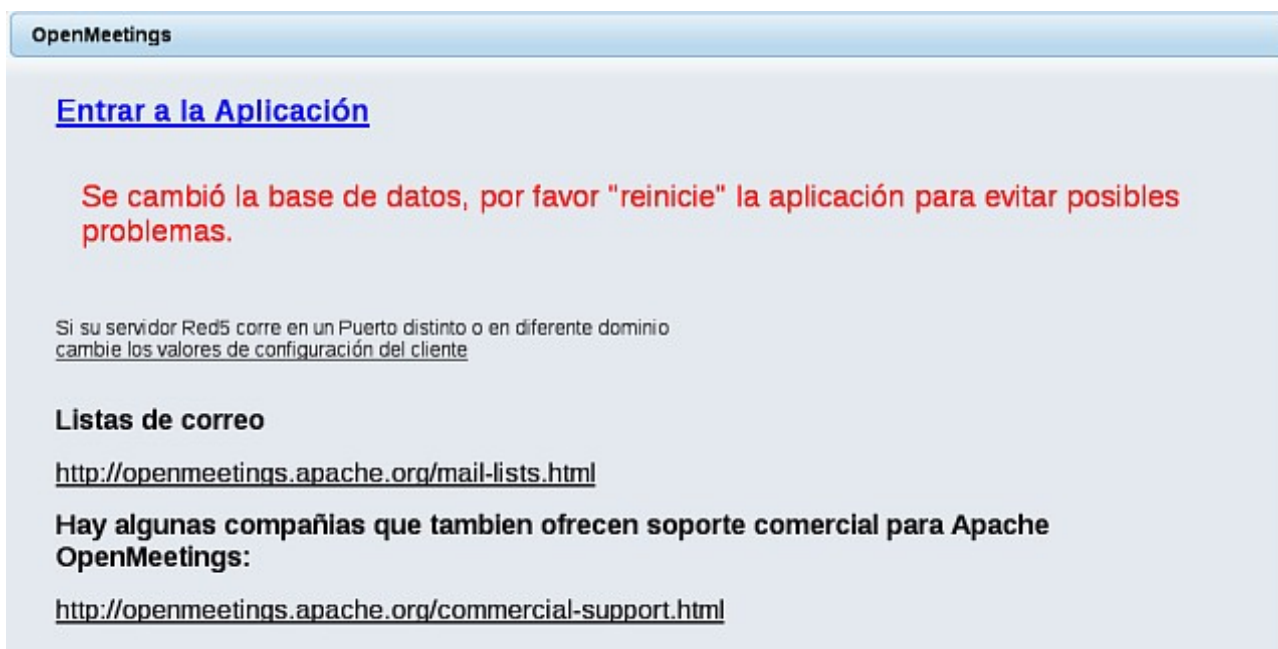 OpenMeetings
Entrar a la Aplicación
Se cambió la base de datos, por favor "reinicie" la aplicación para evitar posibles
problemas.
Si su servidor Red5 corre en un Puerto distinto o en diferente dominio
cambie los valores de configuración del cliente
Listas de correo
http://openmeetings.apache.org/mail-lists.html
Hay algunas compañias que tambien ofrecen soporte comercial para Apache
OpenMeetings:
http://openmeetings.apache.org/commercial-support.html